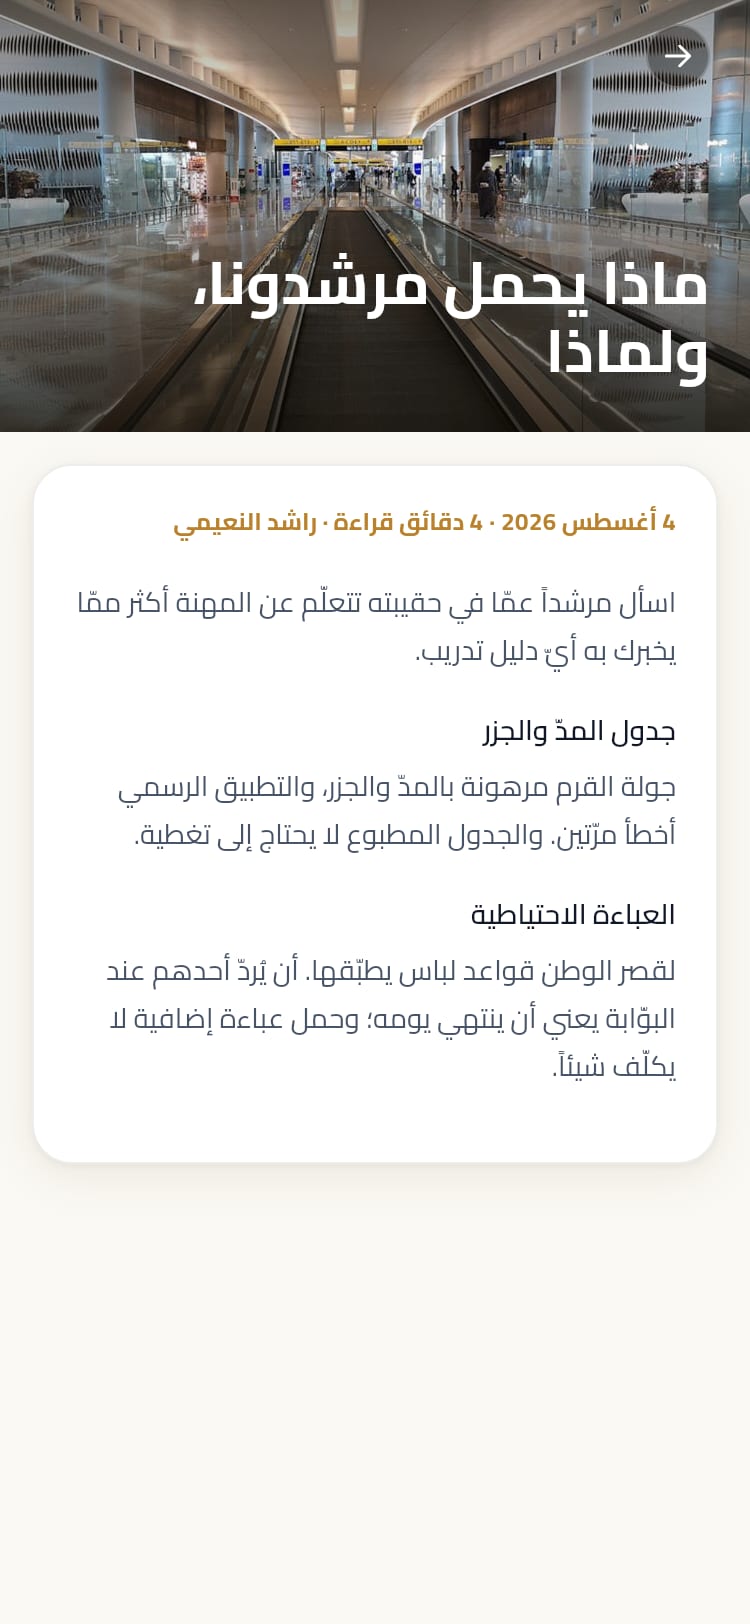 ماذا يحمل مرشدونا،
ولماذا
4 أغسطس 2026 · 4 دقائق قراءة · راشد النعيمي
اسأل مرشداً عمّا في حقيبته تتعلّم عن المهنة أكثر ممّا
يخبرك به أيّ دليل تدريب.
جدول المدّ والجزر
جولة القرم مرهونة بالمدّ والجزر، والتطبيق الرسمي
أخطأ مرّتين. والجدول المطبوع لا يحتاج إلى تغطية.
العباءة الاحتياطية
لقصر الوطن قواعد لباس يطبّقها. أن يُردّ أحدهم عند
البوّابة يعني أن ينتهي يومه؛ وحمل عباءة إضافية لا
يكلّف شيئاً.